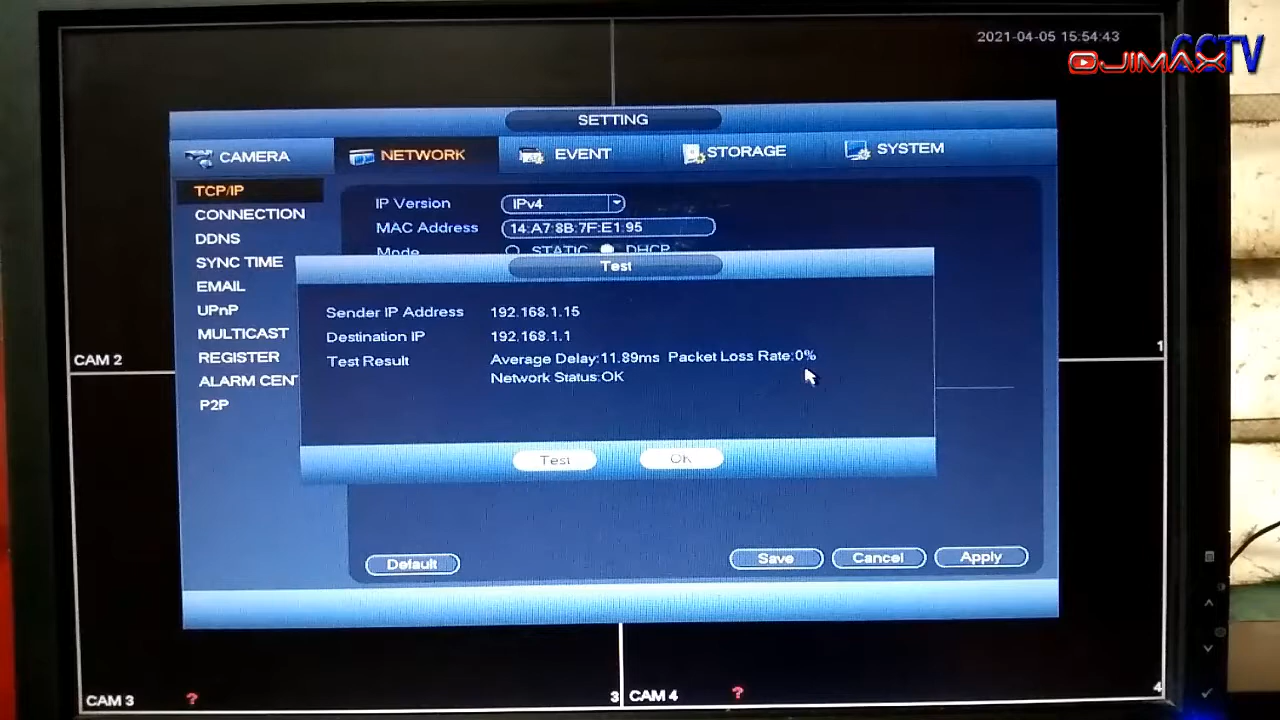 2021-04-05 15:54:43
OJIMAX CCTV
SETTING
CAMERA NETWORK EVENT STORAGE SYSTEM
TCP/IP
CONNECTION
DDNS
SYNC TIME
EMAIL
UPnP
MULTICAST
REGISTER
ALARM CENT
P2P
IP Version IPv4
MAC Address 14:A7:8B:7F:E1:95
Mode STATIC DHCP
Test
Sender IP Address 192.168.1.15
Destination IP 192.168.1.1
Test Result Average Delay:11.89ms Packet Loss Rate:0%
Network Status:OK
Test OK
Default Save Cancel Apply
CAM 2 1
CAM 3 ? 3 CAM 4 ? 4